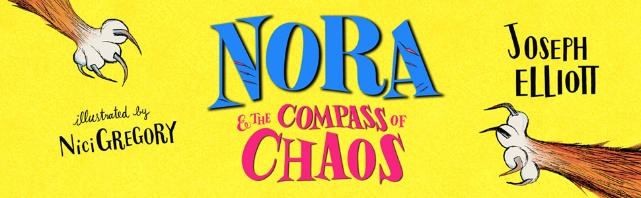 illustrated by
Nici GREGORY
NORA
& THE COMPASS OF
CHAOS
JOSEPH
ELLIOTT